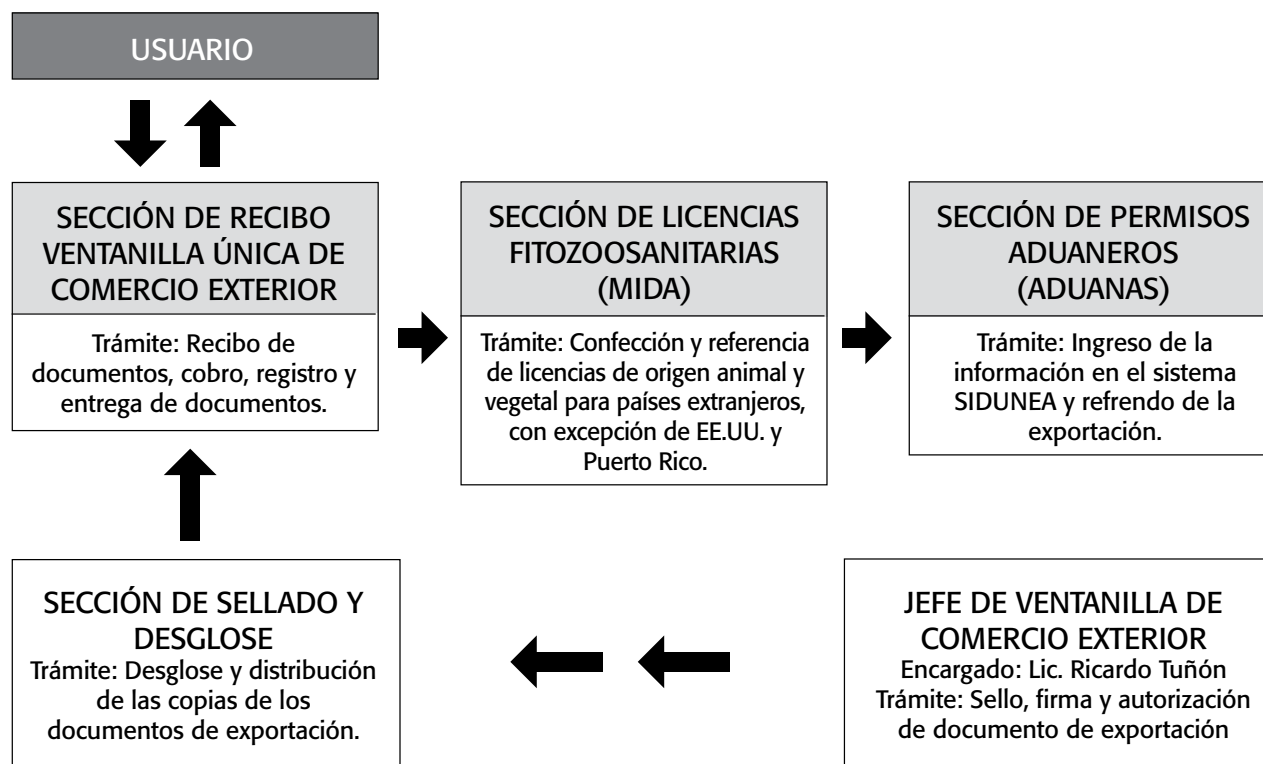 USUARIO
SECCIÓN DE RECIBO
VENTANILLA ÚNICA DE
COMERCIO EXTERIOR
Trámite: Recibo de
documentos, cobro, registro y
entrega de documentos.
SECCIÓN DE LICENCIAS
FITOZOOSANITARIAS
(MIDA)
Trámite: Confección y referencia
de licencias de origen animal y
vegetal para países extranjeros,
con excepción de EE.UU. y
Puerto Rico.
SECCIÓN DE PERMISOS
ADUANEROS
(ADUANAS)
Trámite: Ingreso de la
información en el sistema
SIDUNEA y refrendo de la
exportación.
JEFE DE VENTANILLA DE
COMERCIO EXTERIOR
Encargado: Lic. Ricardo Tuñón
Trámite: Sello, firma y autorización
de documento de exportación
SECCIÓN DE SELLADO Y
DESGLOSE
Trámite: Desglose y distribución
de las copias de los
documentos de exportación.